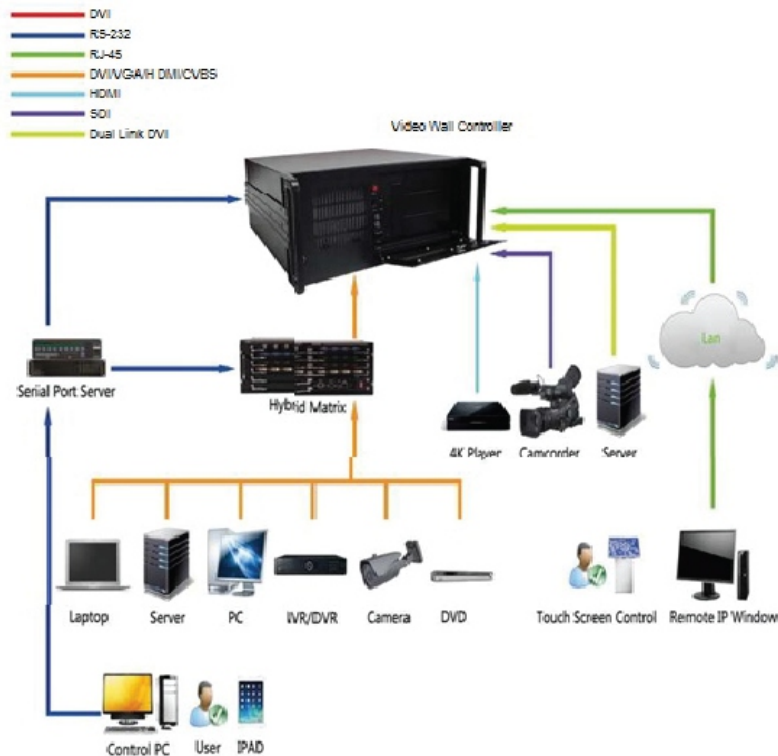 DVI
RS-232
RJ-45
DVI/VGA/HDMI/CVBS
HDMI
SDI
Dual Link DVI
Video Wall Controller
Lan
Serial Port Server
Hybrid Matrix
4K Player Camcorder Server
Laptop Server PC NVR/DVR Camera DVD
Touch Screen Control Remote IP Window
Control PC User IPAD